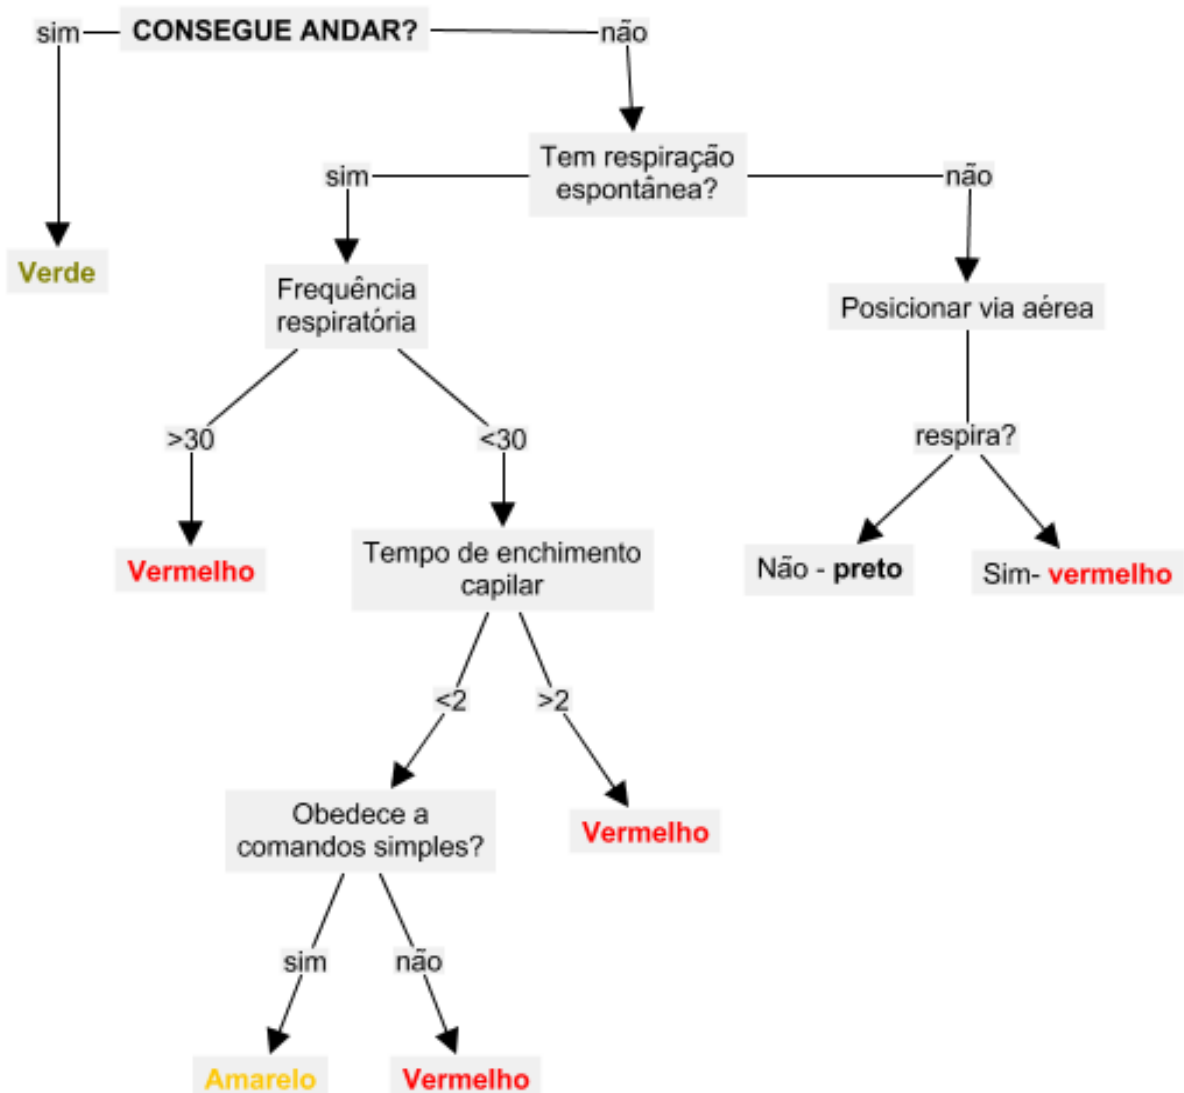 sim
CONSEGUE ANDAR?
não
Tem respiração
espontânea?
sim
não
Verde
Frequência
respiratória
Posicionar via aérea
>30
<30
respira?
Vermelho
Tempo de enchimento
capilar
Não - preto
Sim- vermelho
<2
>2
Obedece a
comandos simples?
Vermelho
sim
não
Amarelo
Vermelho